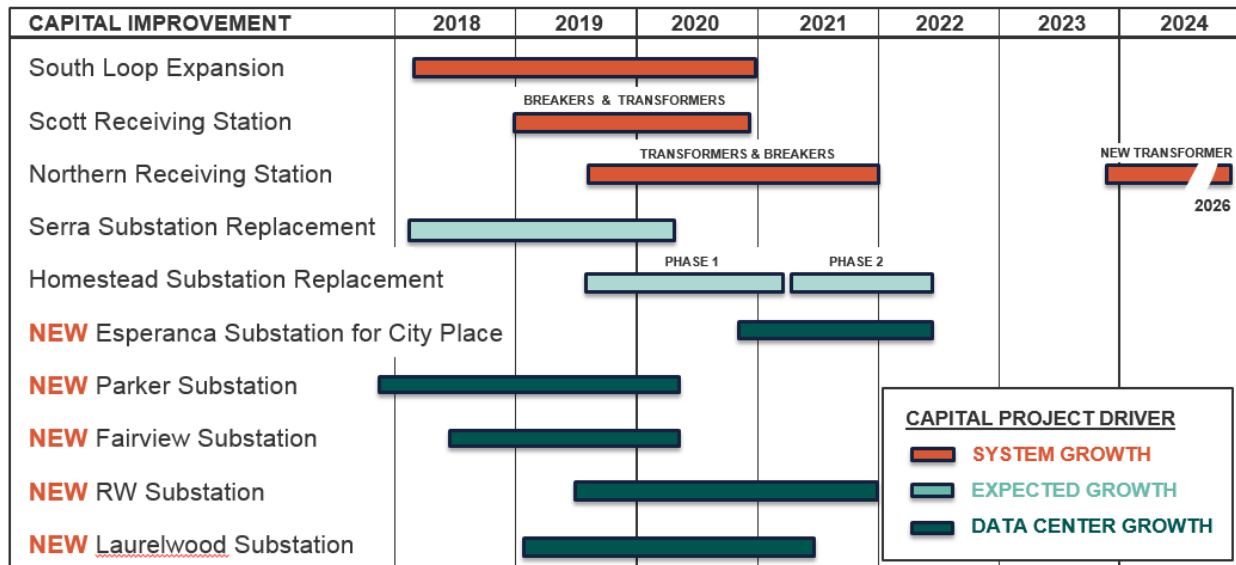 CAPITAL IMPROVEMENT 2018 2019 2020 2021 2022 2023 2024
South Loop Expansion
BREAKERS & TRANSFORMERS
Scott Receiving Station
TRANSFORMERS & BREAKERS NEW TRANSFORMER
Northern Receiving Station
2026
Serra Substation Replacement
PHASE 1 PHASE 2
Homestead Substation Replacement
NEW Esperanca Substation for City Place
NEW Parker Substation
NEW Fairview Substation
NEW RW Substation
NEW Laurelwood Substation
CAPITAL PROJECT DRIVER
SYSTEM GROWTH
EXPECTED GROWTH
DATA CENTER GROWTH